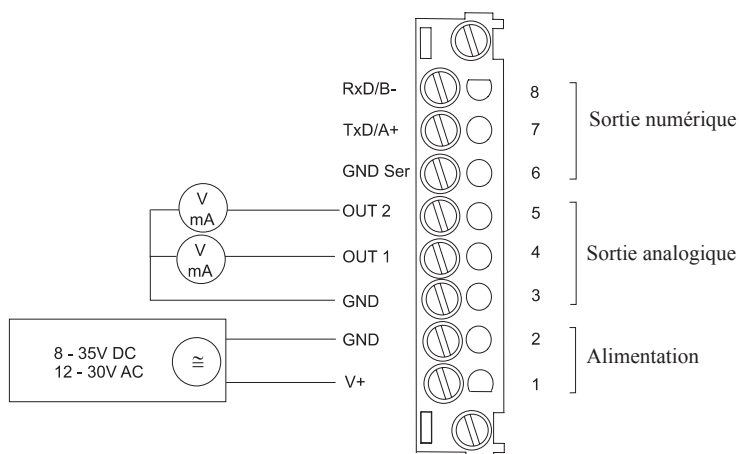 RxD/B-
8
TxD/A+
7
Sortie numérique
GND Ser
6
V
mA
OUT 2
5
V
mA
OUT 1
4
Sortie analogique
GND
3
GND
2
8 - 35V DC
12 - 30V AC
≅
Alimentation
V+
1